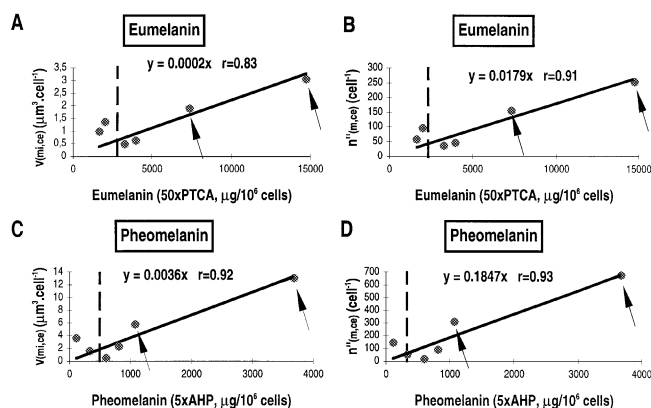 A
Eumelanin
y = 0.0002x r=0.83
v(mi,ce) (μm³.cell⁻¹)
3,5
3
2,5
2
1,5
1
0,5
0
0 5000 10000 15000
Eumelanin (50xPTCA, μg/10⁶ cells)
B
Eumelanin
y = 0.0179x r=0.91
n"(m,ce) (cell⁻¹)
300
250
200
150
100
50
0
0 5000 10000 15000
Eumelanin (50xPTCA, μg/10⁶ cells)
C
Pheomelanin
y = 0.0036x r=0.92
v(mi,ce) (μm³.cell⁻¹)
14
12
10
8
6
4
2
0
0 1000 2000 3000 4000
Pheomelanin (5xAHP, μg/10⁶ cells)
D
Pheomelanin
y = 0.1847x r=0.93
n"(m,ce) (cell⁻¹)
700
600
500
400
300
200
100
0
0 1000 2000 3000 4000
Pheomelanin (5xAHP, μg/10⁶ cells)